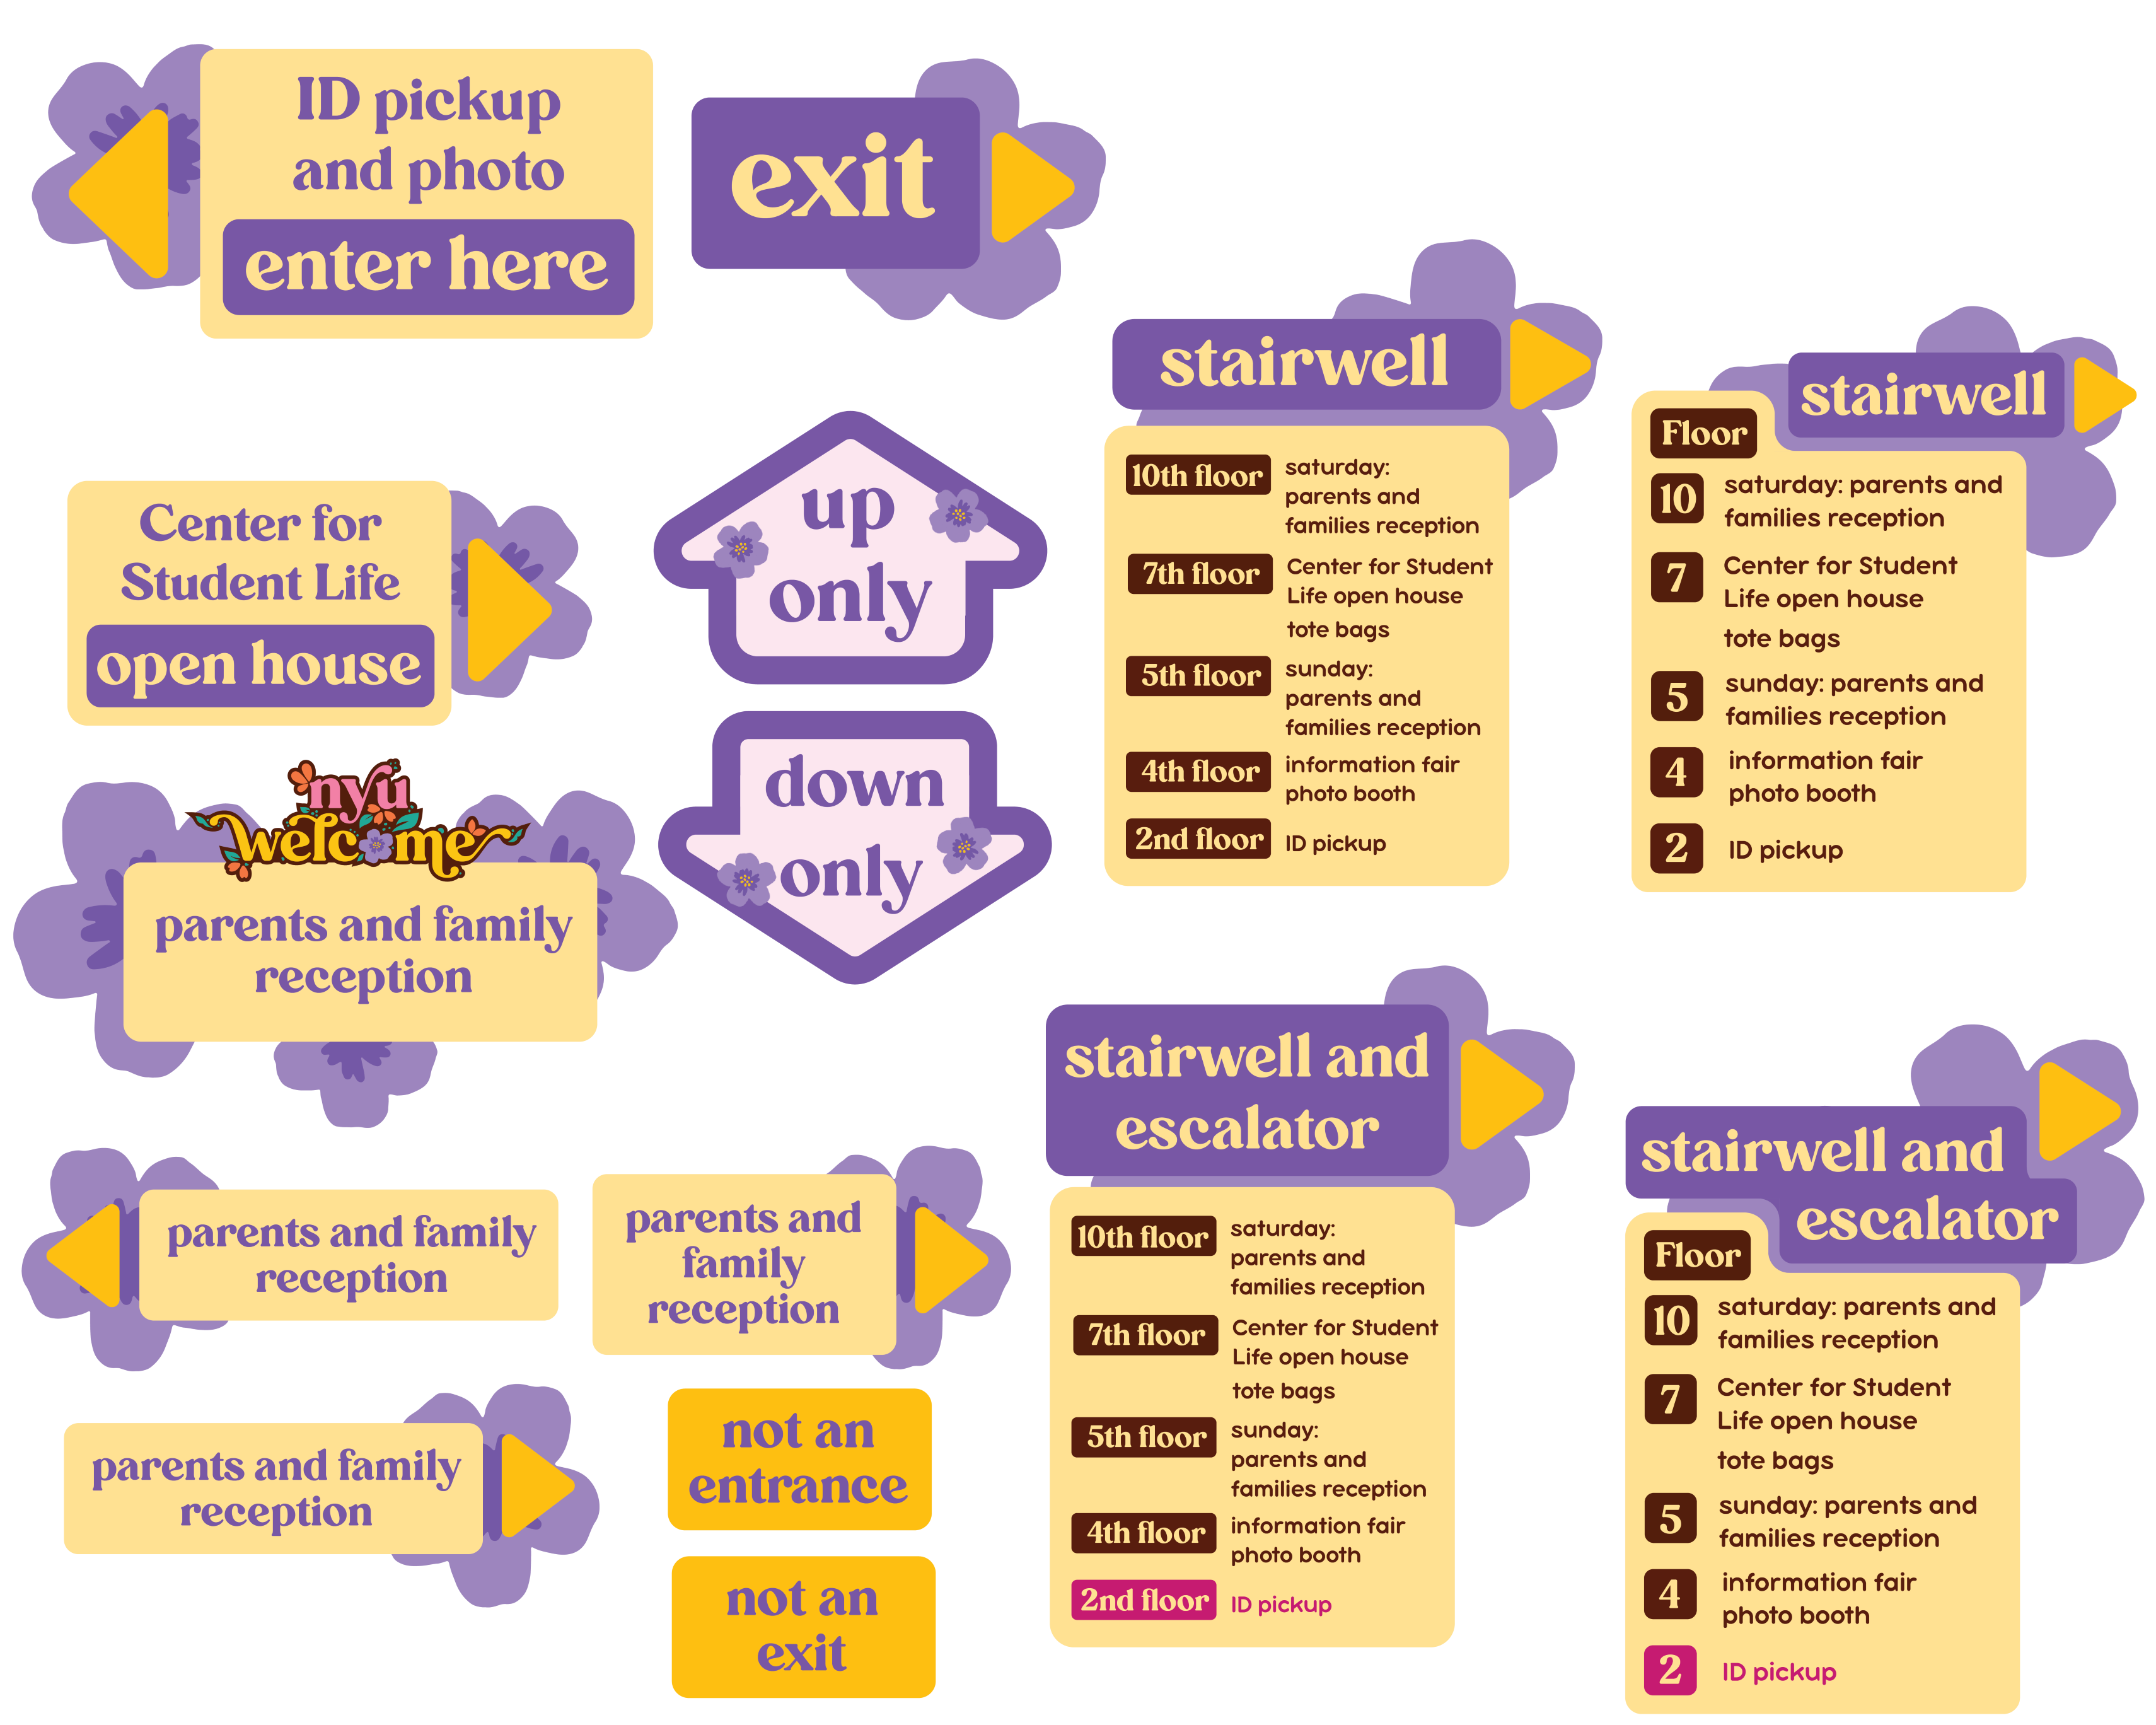 ID pickup
and photo
enter here
exit
Center for
Student Life
open house
up
only
down
only
nyu
welcome
parents and family
reception
parents and family
reception
parents and
family
reception
parents and family
reception
not an
entrance
not an
exit
stairwell
10th floor
saturday:
parents and
families reception
7th floor
Center for Student
Life open house
tote bags
5th floor
sunday:
parents and
families reception
4th floor
information fair
photo booth
2nd floor
ID pickup
stairwell
Floor
10
saturday: parents and
families reception
7
Center for Student
Life open house
tote bags
5
sunday: parents and
families reception
4
information fair
photo booth
2
ID pickup
stairwell and
escalator
10th floor
saturday:
parents and
families reception
7th floor
Center for Student
Life open house
tote bags
5th floor
sunday:
parents and
families reception
4th floor
information fair
photo booth
2nd floor
ID pickup
stairwell and
escalator
Floor
10
saturday: parents and
families reception
7
Center for Student
Life open house
tote bags
5
sunday: parents and
families reception
4
information fair
photo booth
2
ID pickup